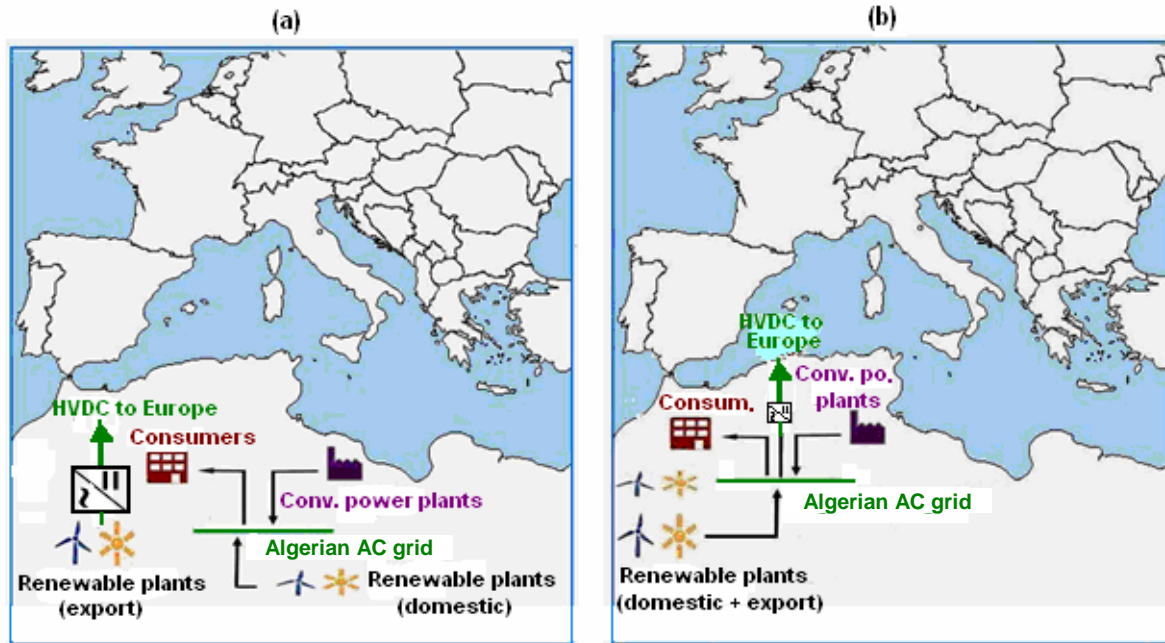 (a)
HVDC to Europe
Consumers
Conv. power plants
Algerian AC grid
Renewable plants
(export)
Renewable plants
(domestic)
(b)
HVDC to
Europe
Conv. po.
plants
Consum.
Algerian AC grid
Renewable plants
(domestic + export)